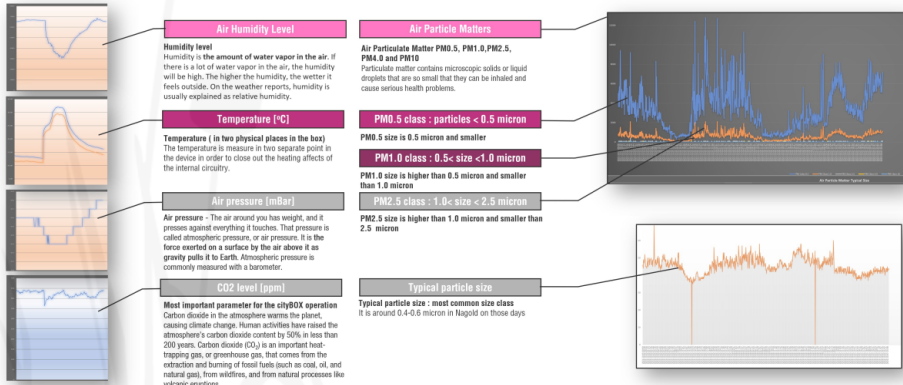 Air Humidity Level
Humidity level
Humidity is the amount of water vapor in the air. If
there is a lot of water vapor in the air, the humidity
will be high. The higher the humidity, the wetter it
feels outside. On the weather reports, humidity is
usually explained as relative humidity.
Temperature [ºC]
Temperature ( in two physical places in the box)
The temperature is measure in two separate point in
the device in order to close out the heating affects of
the internal circuitry.
Air pressure [mBar]
Air pressure - The air around you has weight, and it
presses against everything it touches. That pressure is
called atmospheric pressure, or air pressure. It is the
force exerted on a surface by the air above it as
gravity pulls it to Earth. Atmospheric pressure is
commonly measured with a barometer.
CO2 level [ppm]
Most important parameter for the cityBOX operation
Carbon dioxide in the atmosphere warms the planet,
causing climate change. Human activities have raised the
atmosphere's carbon dioxide content by 50% in less than
200 years. Carbon dioxide (CO₂) is an important heat-
trapping gas, or greenhouse gas, that comes from the
extraction and burning of fossil fuels (such as coal, oil, and
natural gas), from wildfires, and from natural processes like
volcanic eruptions.
Air Particle Matters
Air Particulate Matter PM0.5, PM1.0,PM2.5,
PM4.0 and PM10
Particulate matter contains microscopic solids or liquid
droplets that are so small that they can be inhaled and
cause serious health problems.
PM0.5 class : particles < 0.5 micron
PM0.5 size is 0.5 micron and smaller
PM1.0 class : 0.5< size <1.0 micron
PM1.0 size is higher than 0.5 micron and smaller
than 1.0 micron
PM2.5 class : 1.0< size < 2.5 micron
PM2.5 size is higher than 1.0 micron and smaller than
2.5 micron
Typical particle size
Typical particle size : most common size class
It is around 0.4-0.6 micron in Nagold on those days
Air Particle Matter Typical Size